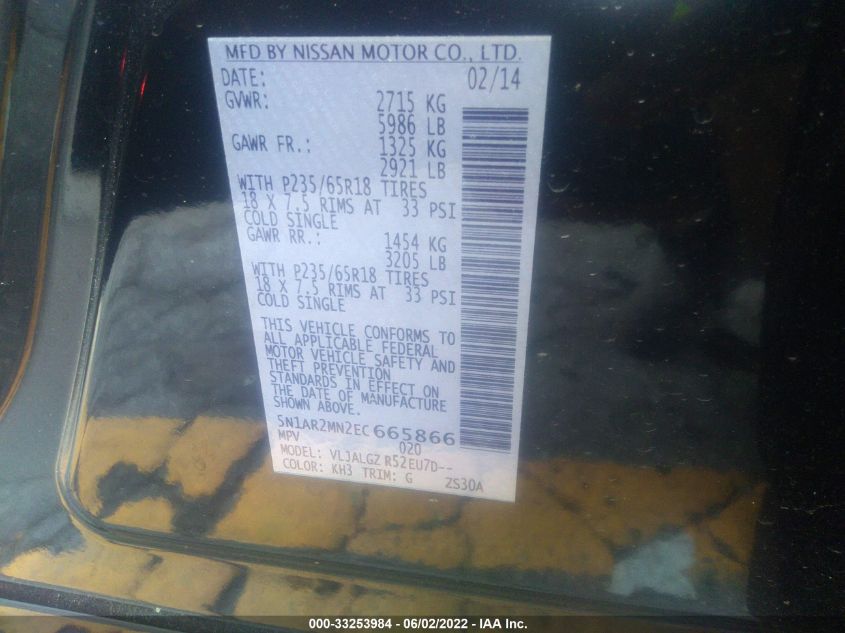 MFD BY NISSAN MOTOR CO., LTD.
DATE: 02/14
GVWR: 2715 KG
5986 LB
GAWR FR.: 1325 KG
2921 LB
WITH P235/65R18 TIRES
18 X 7.5 RIMS AT 33 PSI
COLD SINGLE
GAWR RR.: 1454 KG
3205 LB
WITH P235/65R18 TIRES
18 X 7.5 RIMS AT 33 PSI
COLD SINGLE
THIS VEHICLE CONFORMS TO
ALL APPLICABLE FEDERAL
MOTOR VEHICLE SAFETY AND
THEFT PREVENTION
STANDARDS IN EFFECT ON
THE DATE OF MANUFACTURE
SHOWN ABOVE.
5N1AR2MN2EC665866
MPV 020
MODEL: VLJALGZ R52EU7D--
COLOR: KH3 TRIM: G ZS30A
000-33253984 - 06/02/2022 - IAA Inc.